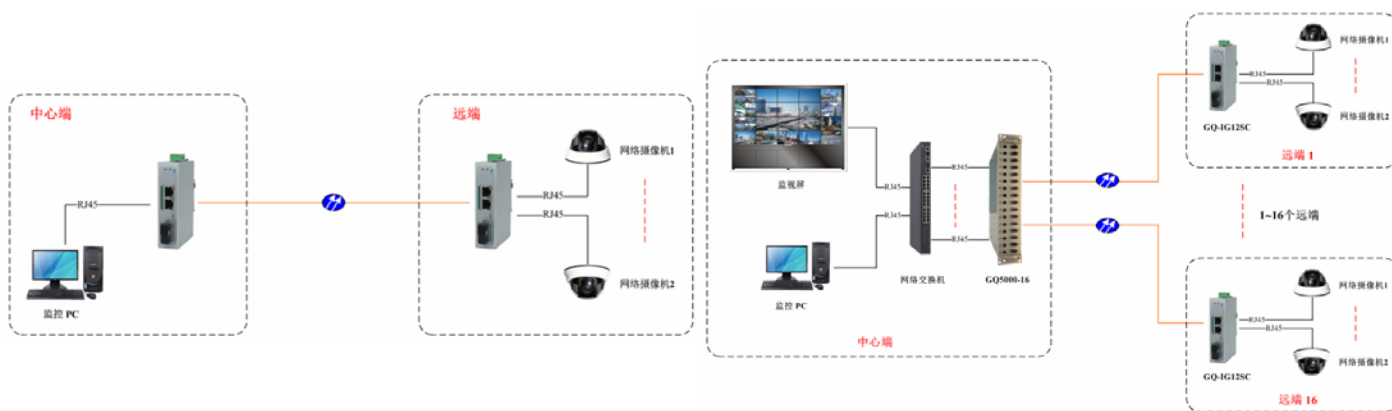 中心端
RJ45
监控 PC
远端
RJ45
RJ45
网络摄像机1
网络摄像机2
监视屏
RJ45
RJ45
监控 PC
网络交换机
RJ45
RJ45
GQ5000-16
中心端
GQ-IG12SC
RJ45
RJ45
网络摄像机1
网络摄像机2
远端 1
1~16个远端
GQ-IG12SC
RJ45
RJ45
网络摄像机1
网络摄像机2
远端 16